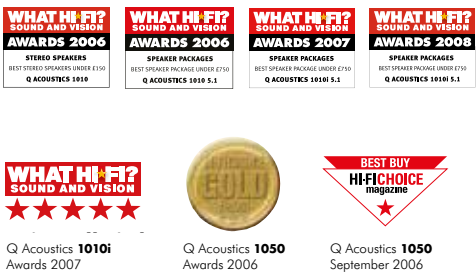 WHAT HI★FI?
SOUND AND VISION
AWARDS 2006
STEREO SPEAKERS
BEST STEREO SPEAKERS UNDER £150
Q ACOUSTICS 1010
WHAT HI★FI?
SOUND AND VISION
AWARDS 2006
SPEAKER PACKAGES
BEST SPEAKER PACKAGE UNDER £750
Q ACOUSTICS 1010 5.1
WHAT HI★FI?
SOUND AND VISION
AWARDS 2007
SPEAKER PACKAGES
BEST SPEAKER PACKAGE UNDER £750
Q ACOUSTICS 1010i 5.1
WHAT HI★FI?
SOUND AND VISION
AWARDS 2008
SPEAKER PACKAGES
BEST SPEAKER PACKAGE UNDER £750
Q ACOUSTICS 1010i 5.1
WHAT HI★FI?
SOUND AND VISION
★★★★★
Q Acoustics 1010i
Awards 2007
GOLD
Q Acoustics 1050
Awards 2006
BEST BUY
HI-FICHOICE
magazine
Q Acoustics 1050
September 2006